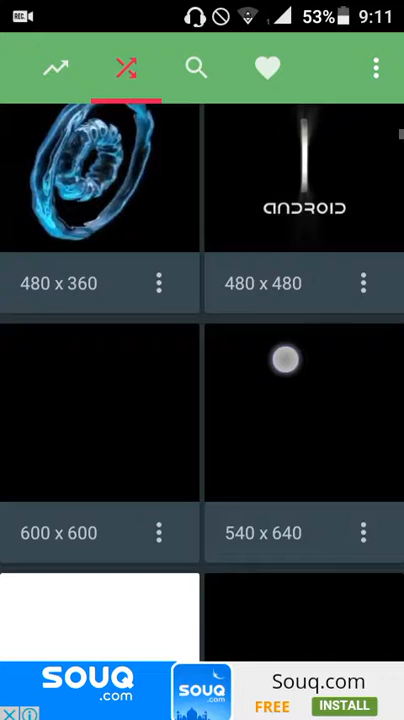 REC
53% 9:11
ANDROID
480 x 360
480 x 480
600 x 600
540 x 640
SOUQ
.com
SOUQ
.com
Souq.com
FREE
INSTALL